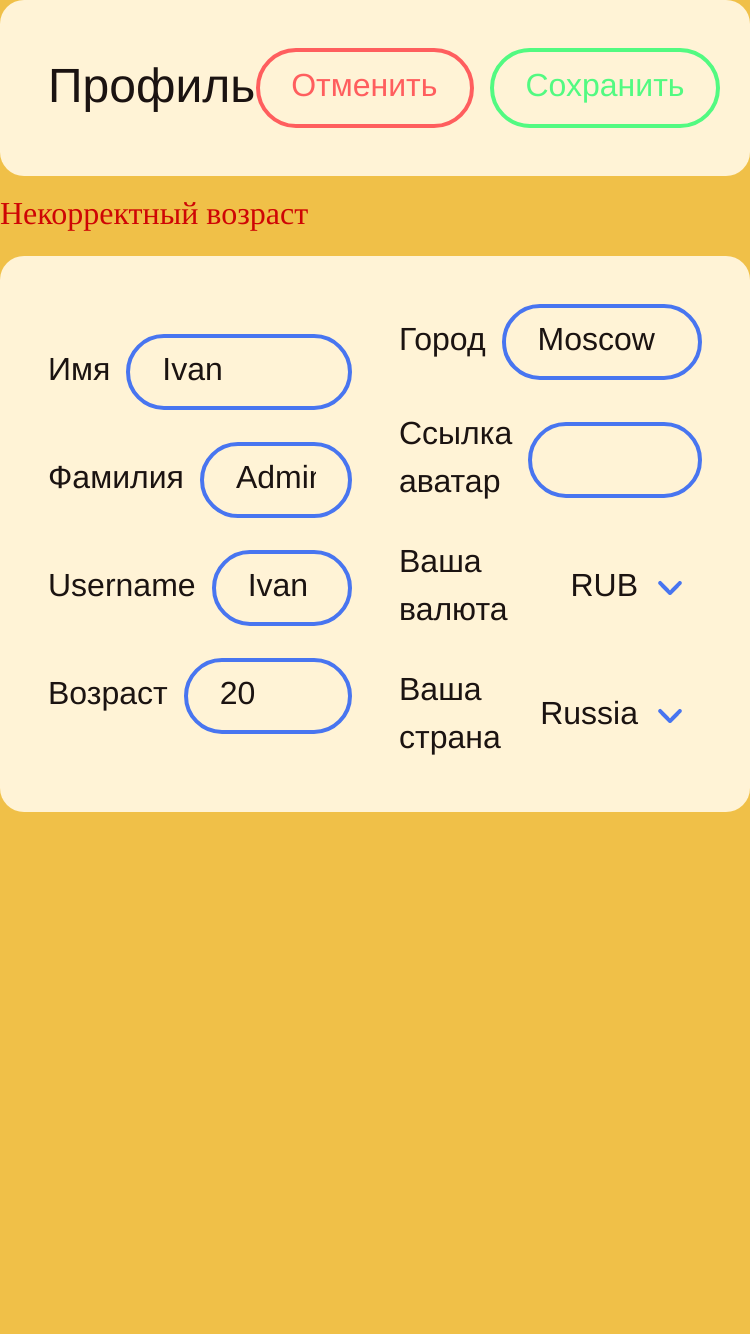 Профиль Отменить Сохранить
Некорректный возраст
Имя Ivan
Фамилия Admin
Username Ivan
Возраст 20
Город Moscow
Ссылка
аватар
Ваша
валюта RUB
Ваша
страна Russia